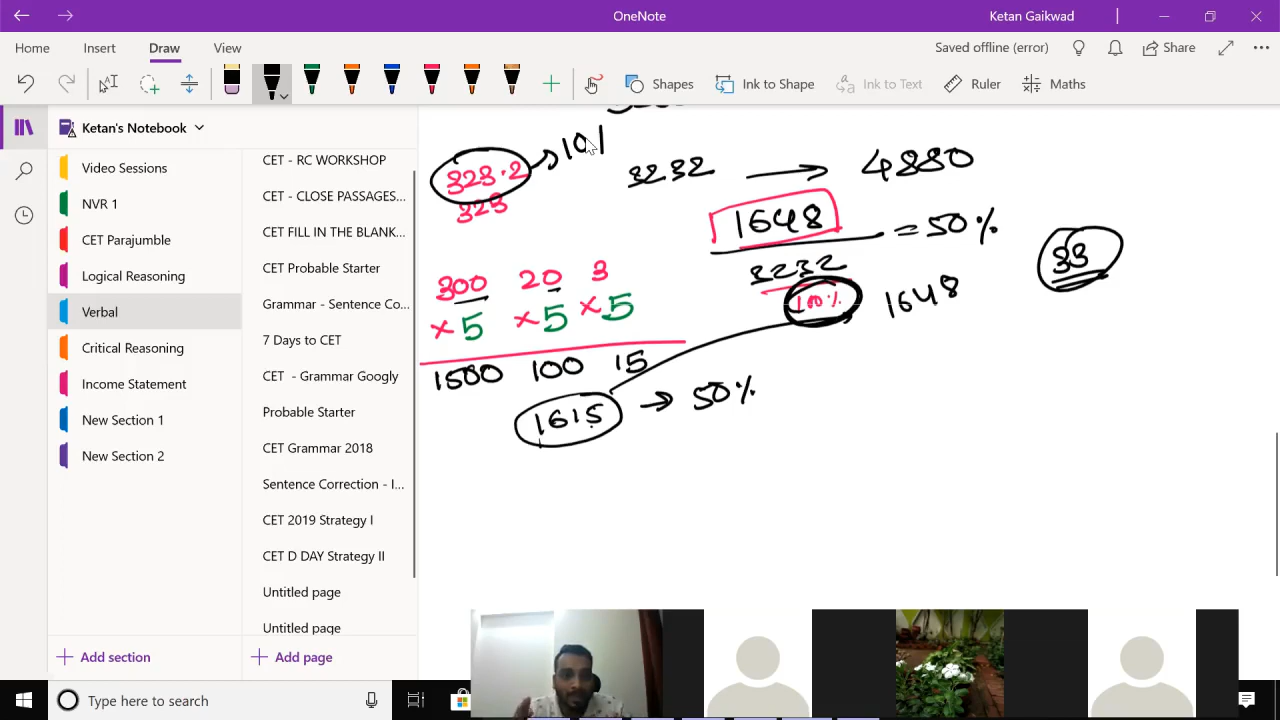 OneNote
Ketan Gaikwad
Home Insert Draw View
Saved offline (error)
Share
Shapes
Ink to Shape
Ink to Text
Ruler
Maths
Ketan's Notebook
Video Sessions
NVR 1
CET Parajumble
Logical Reasoning
Verbal
Critical Reasoning
Income Statement
New Section 1
New Section 2
Add section
CET - RC WORKSHOP
CET - CLOSE PASSAGES...
CET FILL IN THE BLANK...
CET Probable Starter
Grammar - Sentence Co...
7 Days to CET
CET - Grammar Googly
Probable Starter
CET Grammar 2018
Sentence Correction - I...
CET 2019 Strategy I
CET D DAY Strategy II
Untitled page
Untitled page
Add page
323.2
323
3232 → 4880
1648
3232
= 50%
100%
1648
33
300 20 3
×5 ×5 ×5
1500 100 15
1615 → 50%
Type here to search